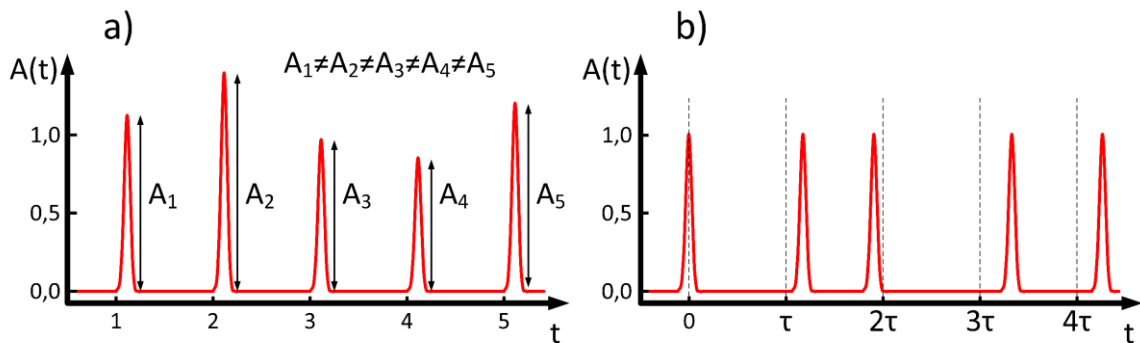 a)
A(t)
A₁≠A₂≠A₃≠A₄≠A₅
1,0
0,5
0,0
A₁
A₂
A₃
A₄
A₅
1
2
3
4
5
t
b)
A(t)
1,0
0,5
0,0
0
τ
2τ
3τ
4τ
t